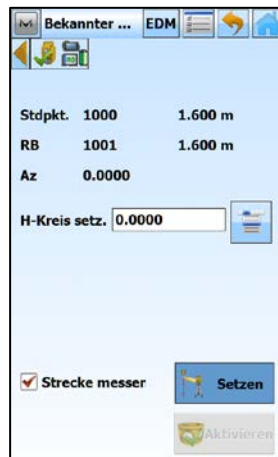 Bekannter ... EDM
Stdpkt. 1000 1.600 m
RB 1001 1.600 m
Az 0.0000
H-Kreis setz. 0.0000
Strecke messer Setzen
Aktivieren